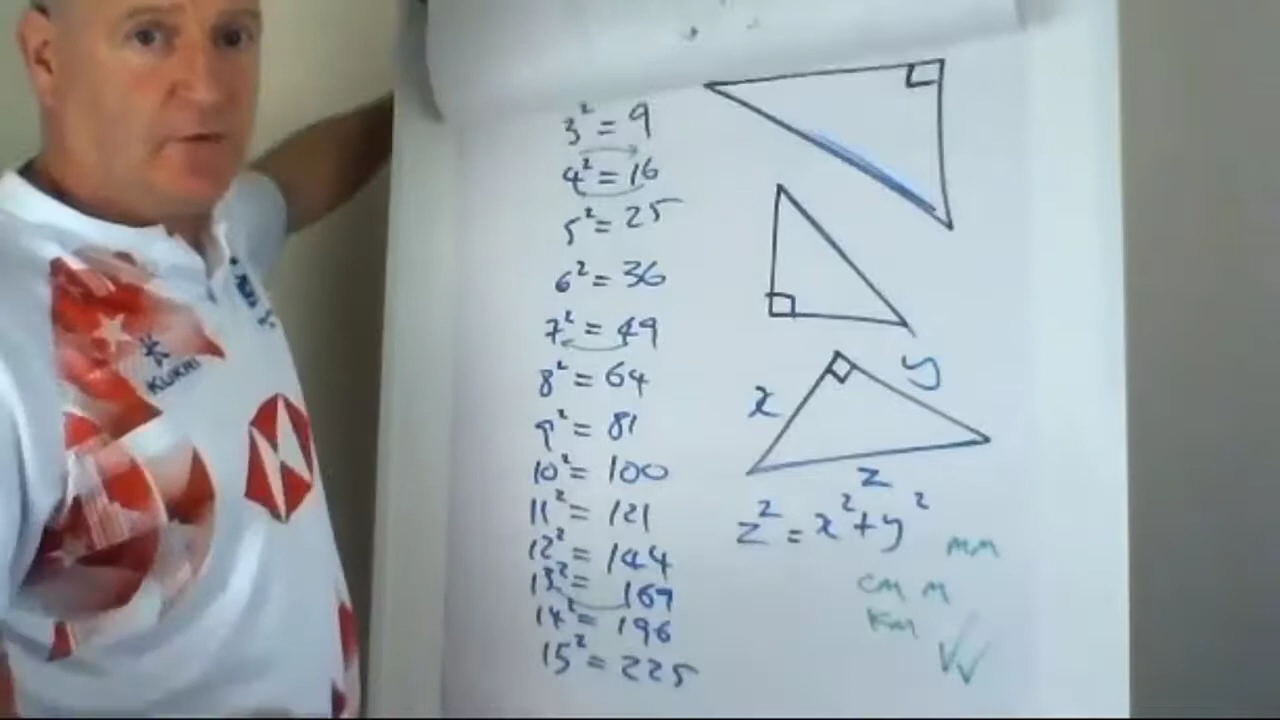 3² = 9
4² = 16
5² = 25
6² = 36
7² = 49
8² = 64
9² = 81
10² = 100
11² = 121
12² = 144
13² = 169
14² = 196
15² = 225
x
y
z
z² = x² + y²
mm
cm m
km
KUKRI